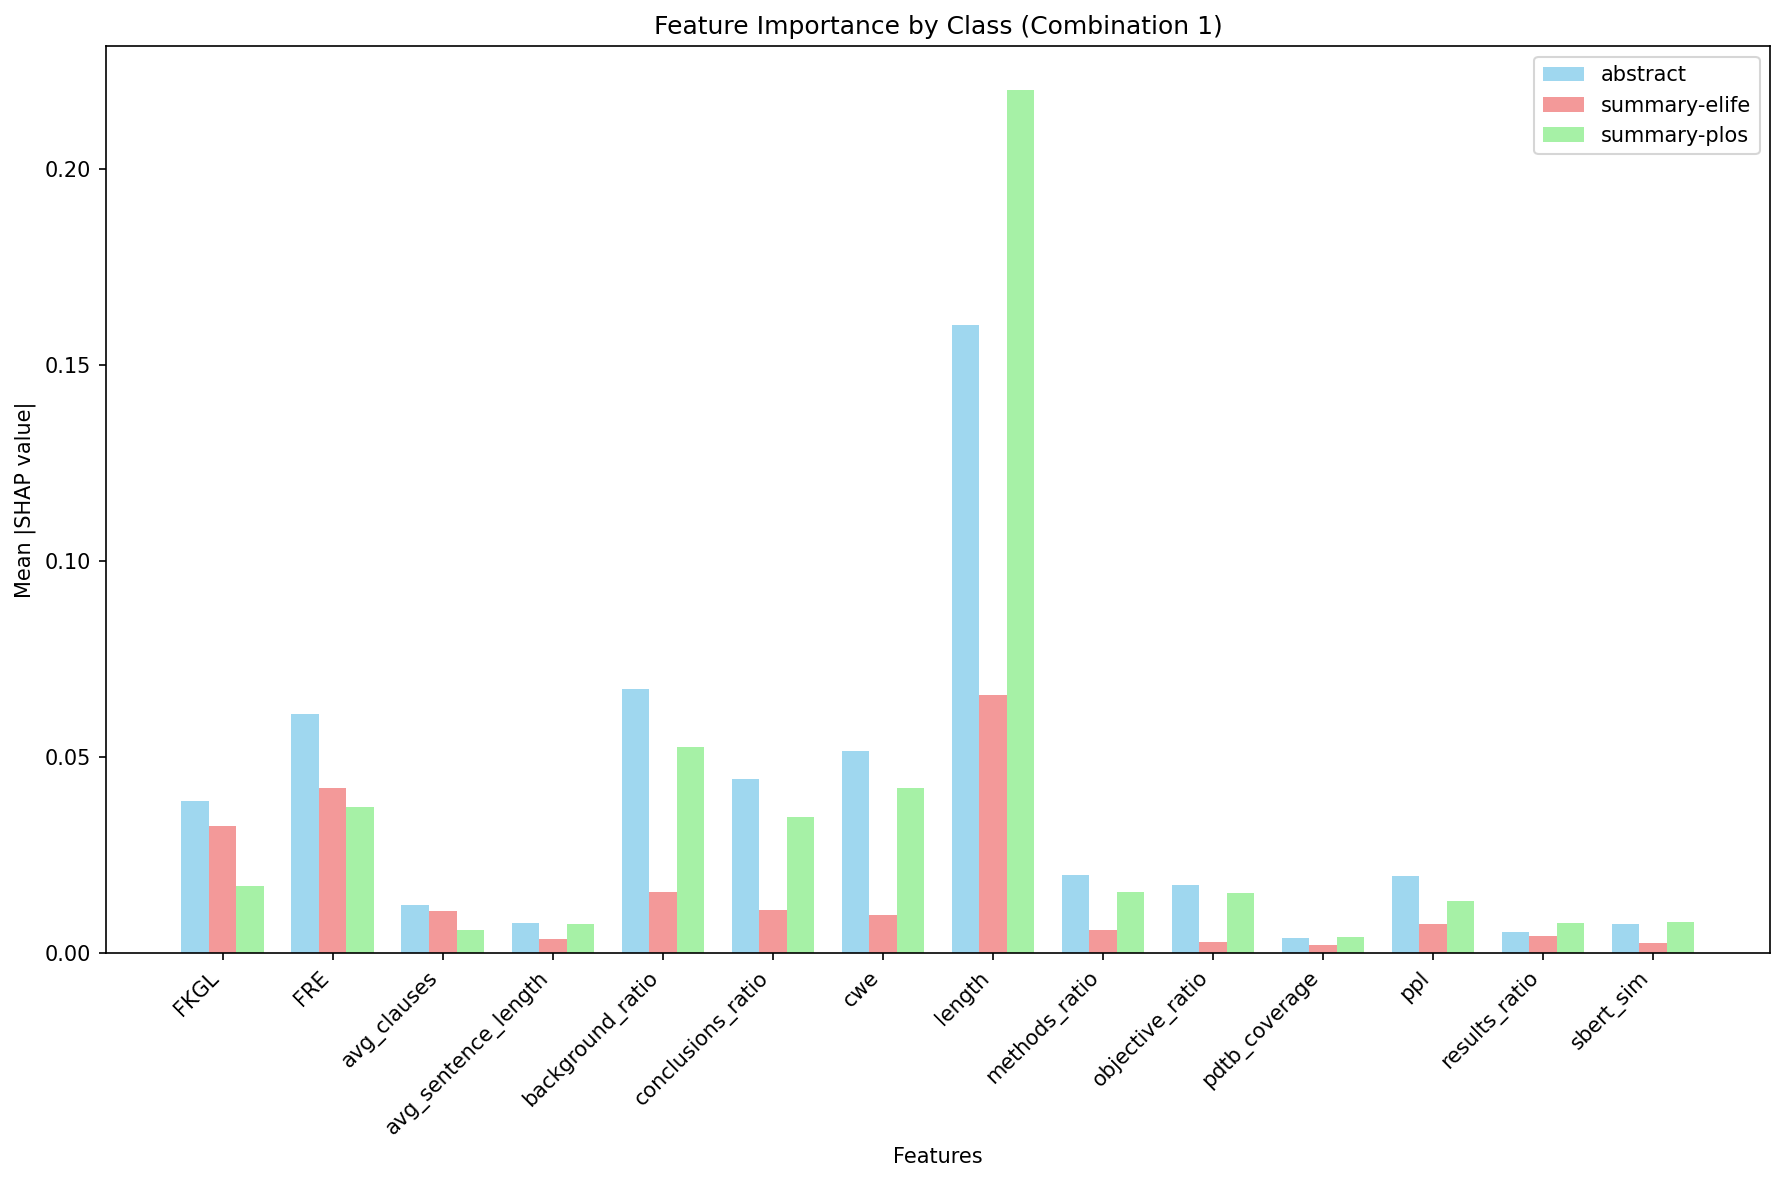 Feature Importance by Class (Combination 1)
abstract
summary-elife
summary-plos
Mean |SHAP value|
0.20
0.15
0.10
0.05
0.00
FKGL
FRE
avg_clauses
avg_sentence_length
background_ratio
conclusions_ratio
cwe
length
methods_ratio
objective_ratio
pdtb_coverage
ppl
results_ratio
sbert_sim
Features